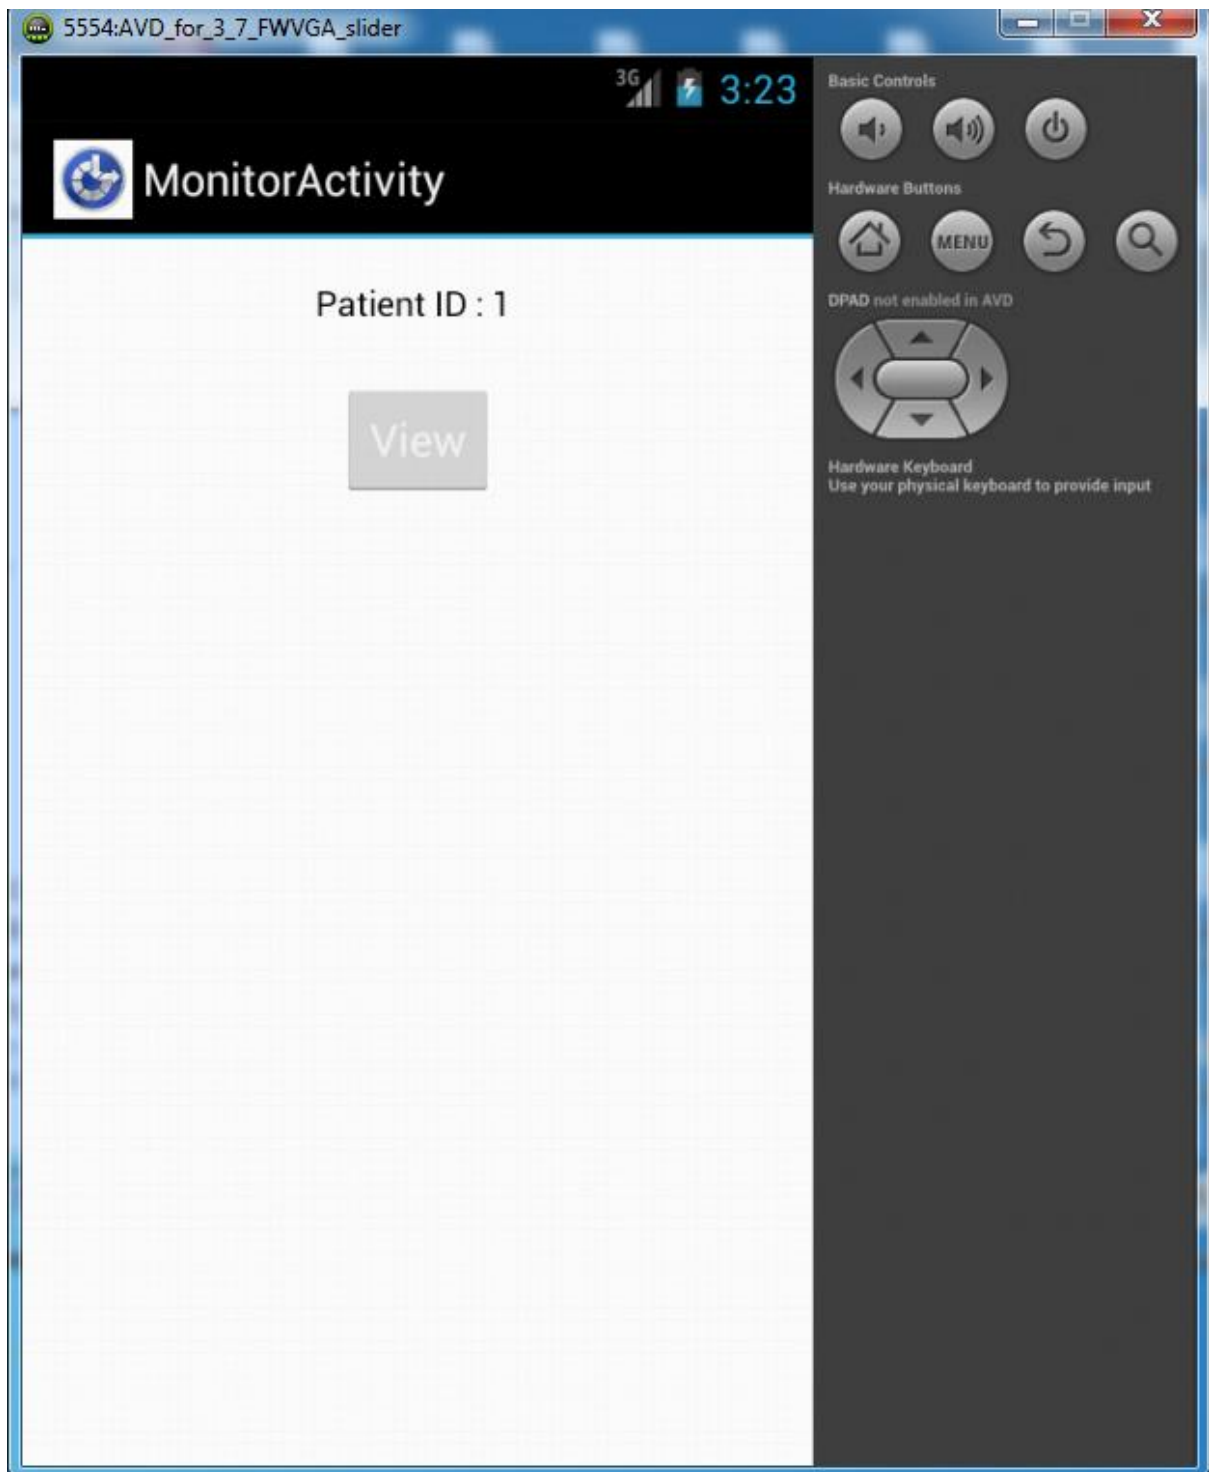 5554:AVD_for_3_7_FWVGA_slider
3G 3:23
MonitorActivity
Patient ID : 1
View
Basic Controls
Hardware Buttons
MENU
DPAD not enabled in AVD
Hardware Keyboard
Use your physical keyboard to provide input